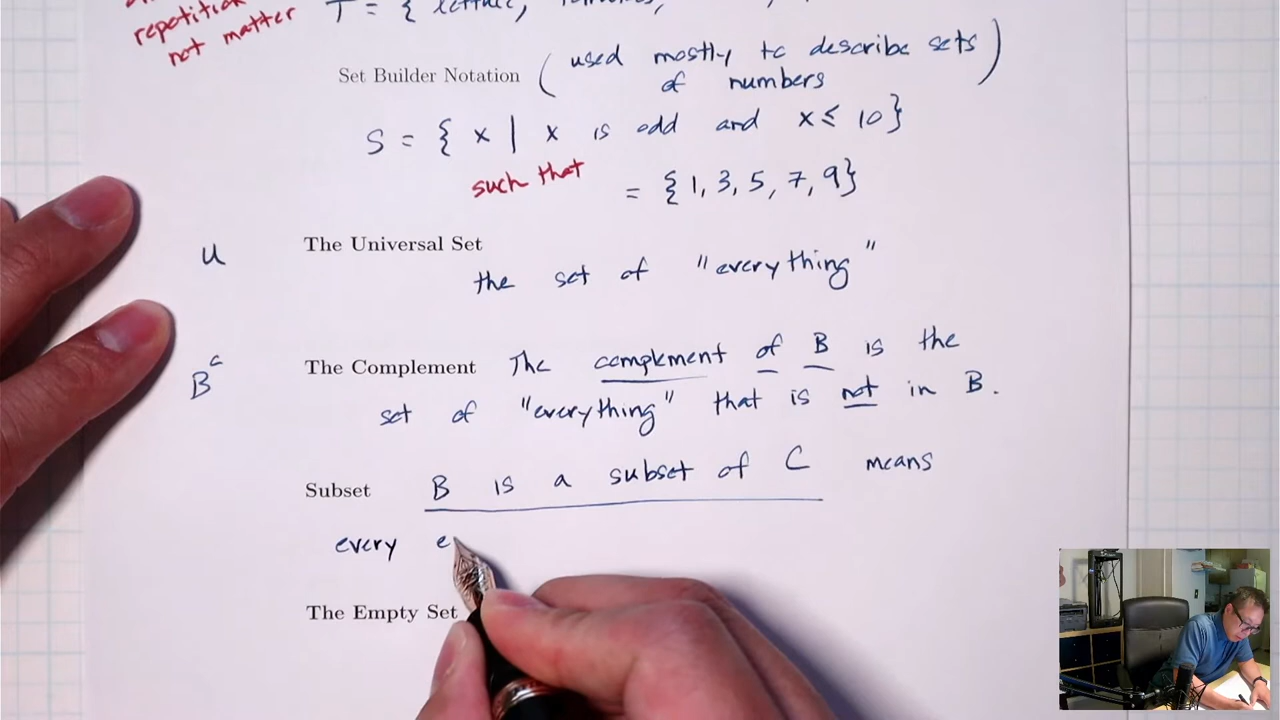 repetition
not matter
T = {
Set Builder Notation (used mostly to describe sets
of numbers)
S = { x | x is odd and x ≤ 10}
such that
= {1, 3, 5, 7, 9}
U The Universal Set
the set of "everything"
Bᶜ The Complement The complement of B is the
set of "everything" that is not in B.
Subset B is a subset of C means
every e
The Empty Set